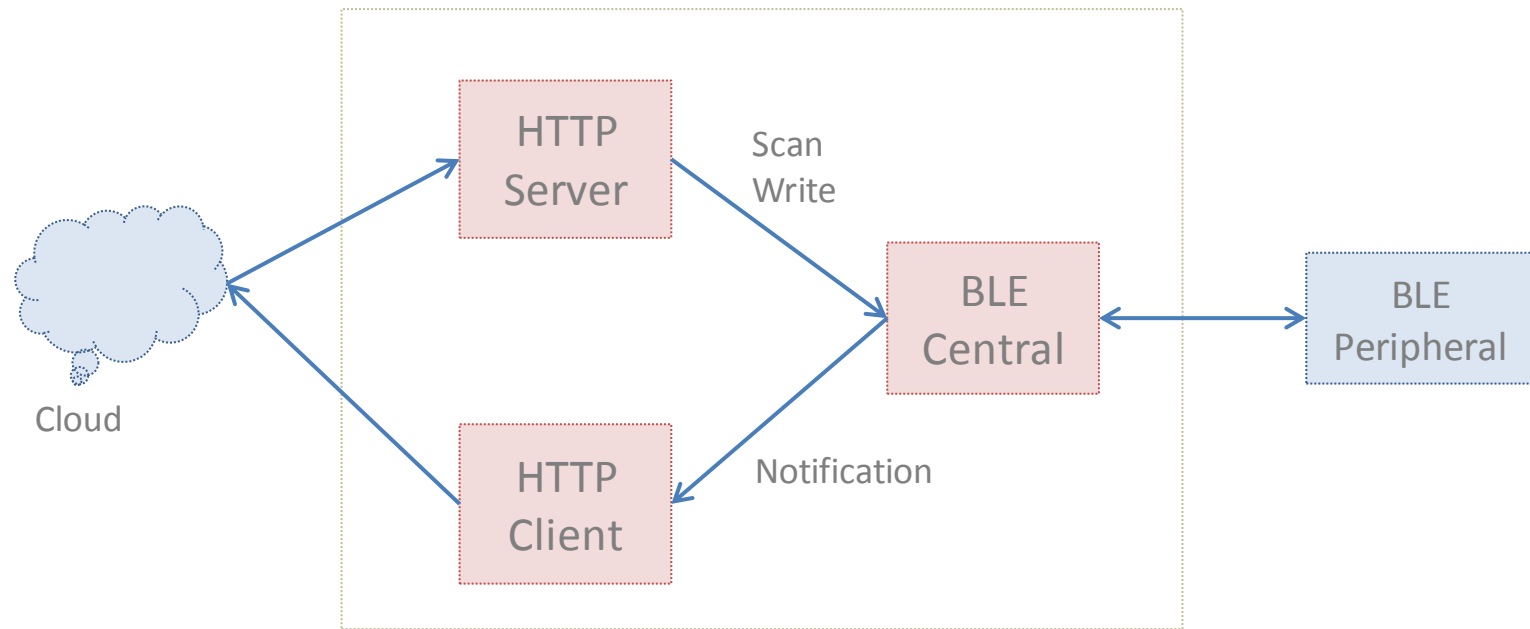 HTTP
Server
Scan
Write
BLE
Central
BLE
Peripheral
Cloud
HTTP
Client
Notification